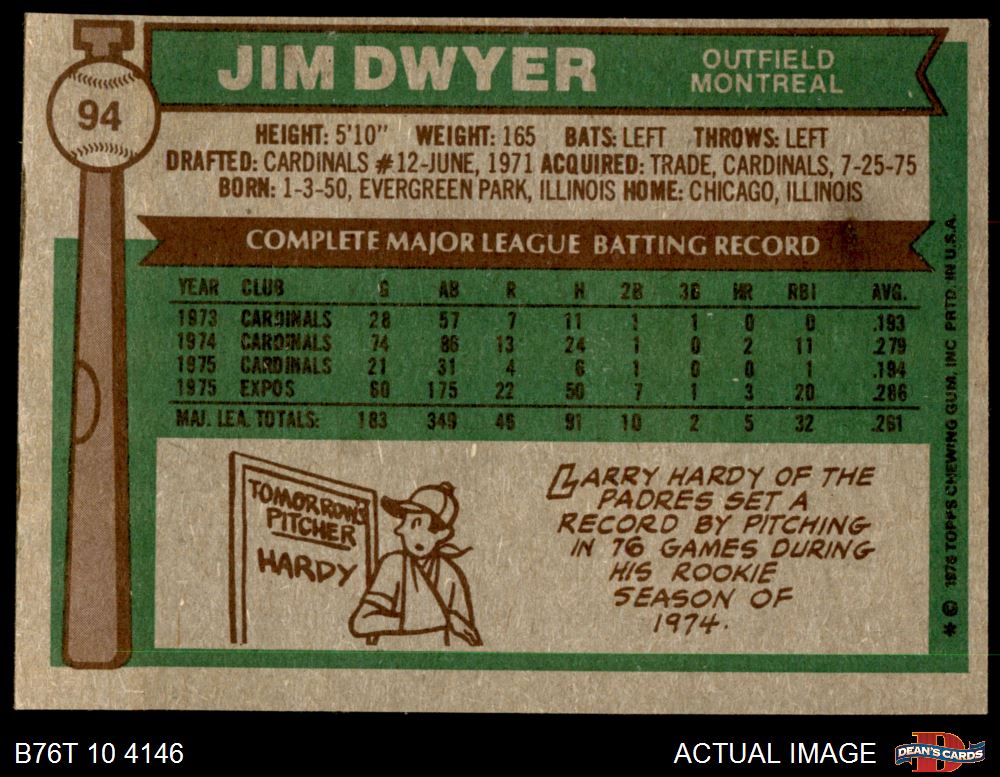 94
JIM DWYER
OUTFIELD
MONTREAL
HEIGHT: 5'10" WEIGHT: 165 BATS: LEFT THROWS: LEFT
DRAFTED: CARDINALS #12-JUNE, 1971 ACQUIRED: TRADE, CARDINALS, 7-25-75
BORN: 1-3-50, EVERGREEN PARK, ILLINOIS HOME: CHICAGO, ILLINOIS
COMPLETE MAJOR LEAGUE BATTING RECORD
YEAR CLUB G AB R H 2B 3B HR RBI AVG.
1973 CARDINALS 28 57 7 11 1 1 0 0 .193
1974 CARDINALS 74 86 13 24 1 0 2 11 .279
1975 CARDINALS 21 31 4 6 1 0 0 1 .194
1975 EXPOS 60 175 22 50 7 1 3 20 .286
MAJ. LEA. TOTALS: 183 349 46 91 10 2 5 32 .261
TOMORROW'S
PITCHER
HARDY
LARRY HARDY OF THE
PADRES SET A
RECORD BY PITCHING
IN 76 GAMES DURING
HIS ROOKIE
SEASON OF
1974.
* © 1976 TOPPS CHEWING GUM, INC PRTD. IN U.S.A.
B76T 10 4146
ACTUAL IMAGE
D
DEAN'S CARDS